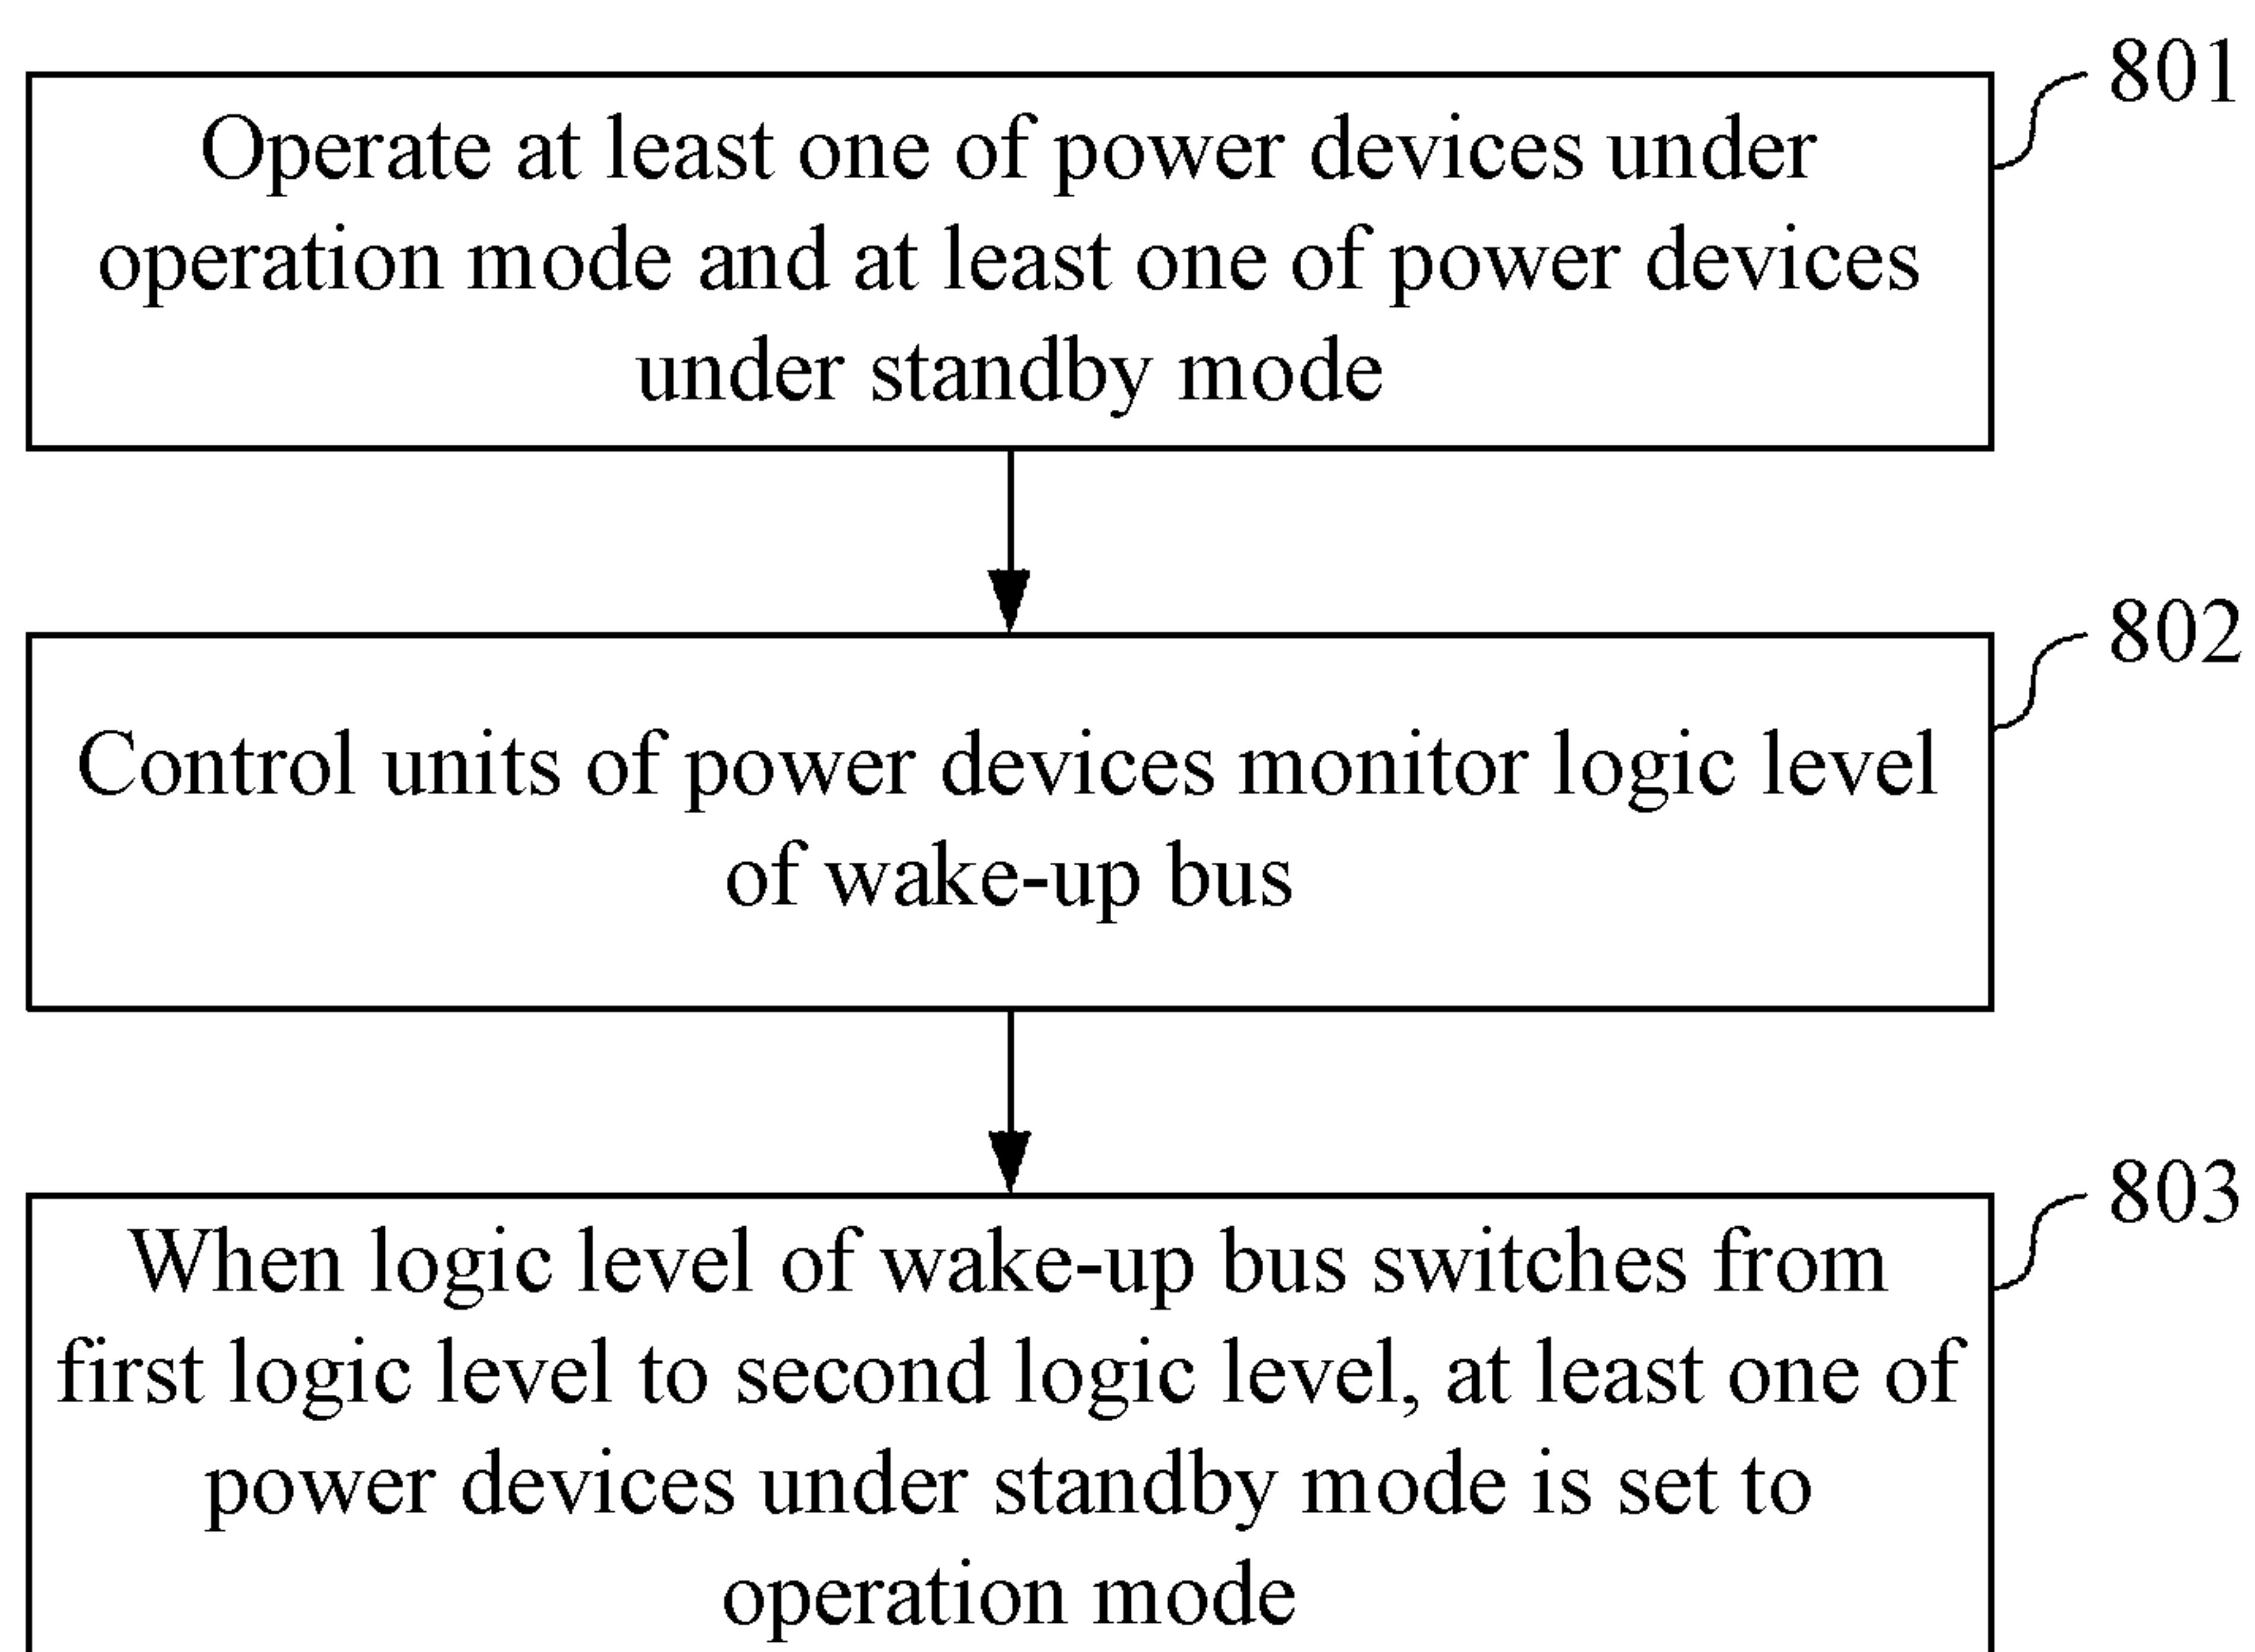 801
Operate at least one of power devices under
operation mode and at least one of power devices
under standby mode
802
Control units of power devices monitor logic level
of wake-up bus
803
When logic level of wake-up bus switches from
first logic level to second logic level, at least one of
power devices under standby mode is set to
operation mode